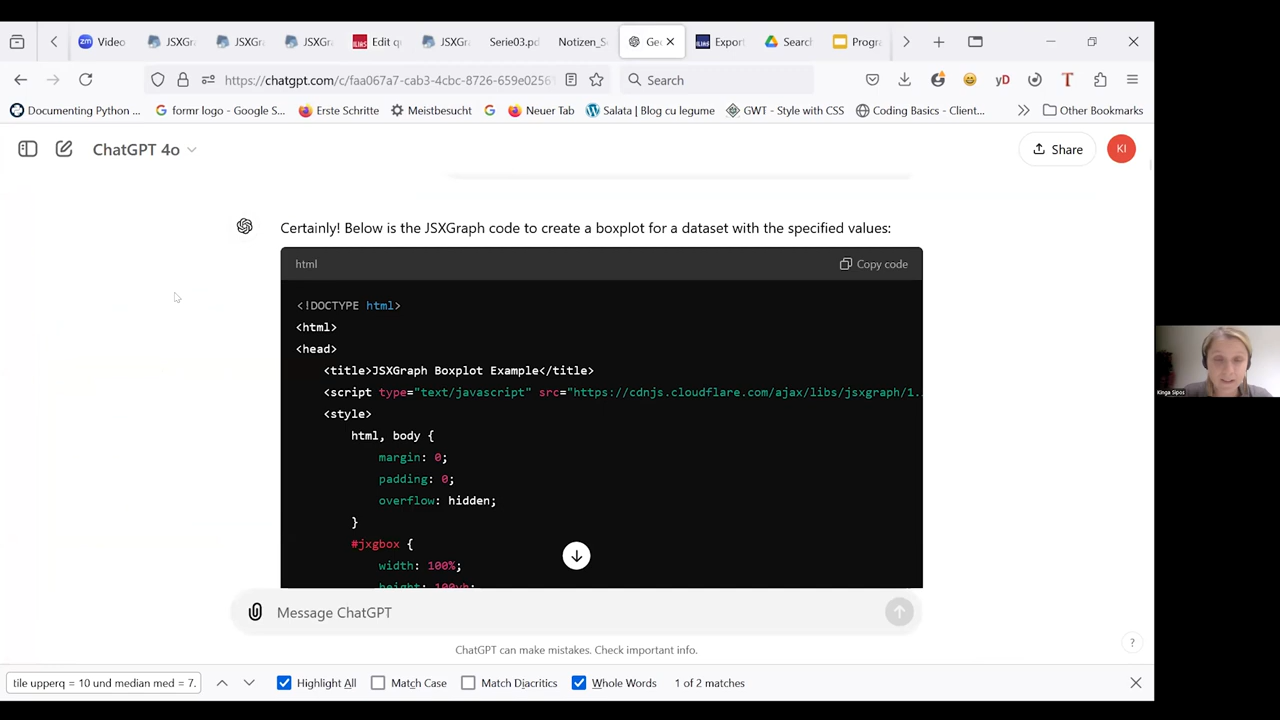 Video
JSXGr
JSXGr
JSXGr
Edit q
JSXGr
Serie03.pd
Notizen_S
Ge
Export
Search
Progra
https://chatgpt.com/c/faa067a7-cab3-4cbc-8726-659e0256
Search
Documenting Python ...
formr logo - Google S...
Erste Schritte
Meistbesucht
Neuer Tab
Salata | Blog cu legume
GWT - Style with CSS
Coding Basics - Client...
Other Bookmarks
ChatGPT 4o
Share
KI
Certainly! Below is the JSXGraph code to create a boxplot for a dataset with the specified values:
html
Copy code
<!DOCTYPE html>
<html>
<head>
<title>JSXGraph Boxplot Example</title>
<script type="text/javascript" src="https://cdnjs.cloudflare.com/ajax/libs/jsxgraph/1.
<style>
html, body {
margin: 0;
padding: 0;
overflow: hidden;
}
#jxgbox {
width: 100%;
height: 100vh;
Message ChatGPT
ChatGPT can make mistakes. Check important info.
?
tile upperq = 10 und median med = 7.
Highlight All
Match Case
Match Diacritics
Whole Words
1 of 2 matches
Kinga Sipos